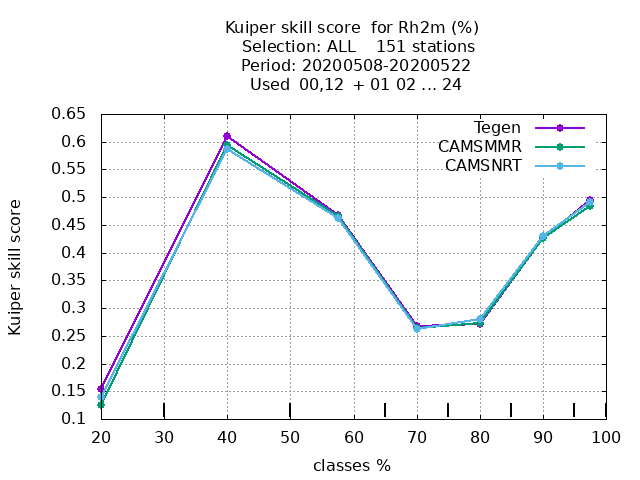 Kuiper skill score  for Rh2m (%)
Selection: ALL    151 stations
Period: 20200508-20200522
Used  00,12  + 01 02 ... 24
Tegen
CAMSMMR
CAMSNRT
Kuiper skill score
0.65
0.6
0.55
0.5
0.45
0.4
0.35
0.3
0.25
0.2
0.15
0.1
20 30 40 50 60 70 80 90 100
classes %